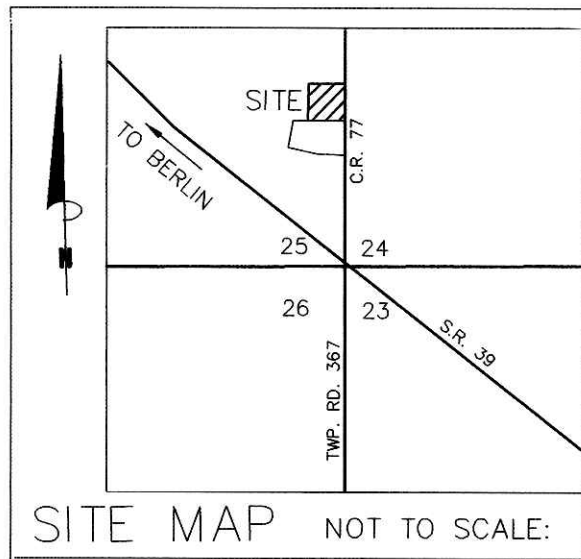 SITE
C.R. 77
TO BERLIN
25
24
N
26
23
S.R. 39
TWP. RD. 367
SITE MAP NOT TO SCALE: